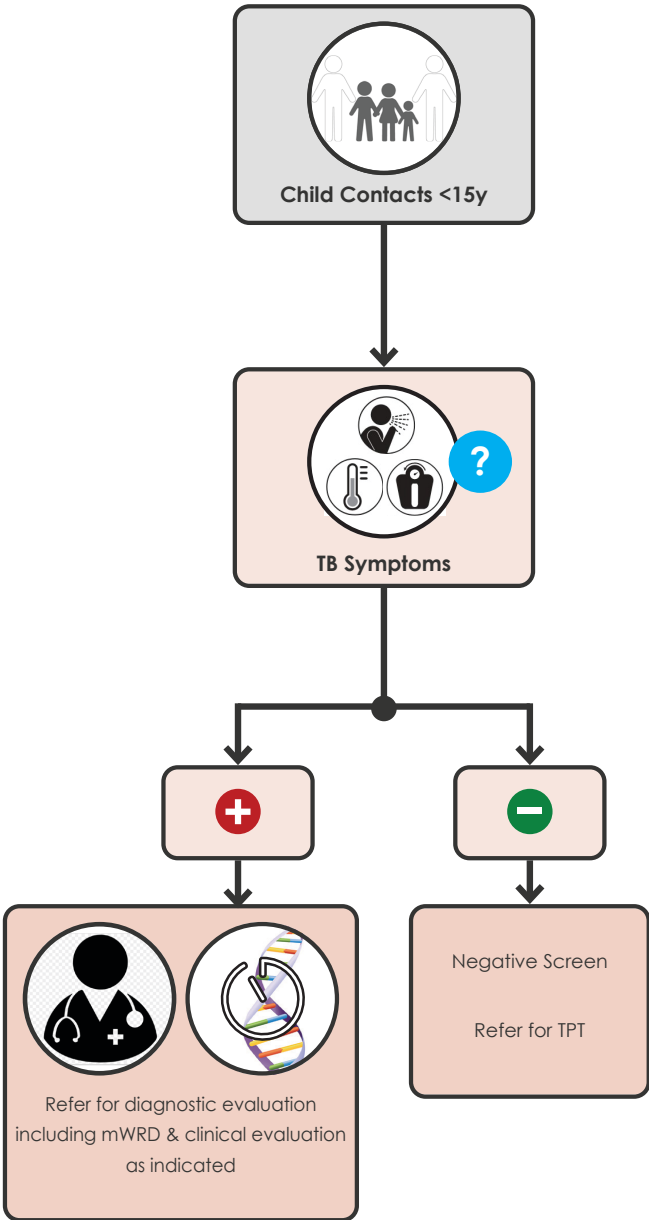 Child Contacts <15y
?
TB Symptoms
Negative Screen
Refer for TPT
Refer for diagnostic evaluation
including mWRD & clinical evaluation
as indicated